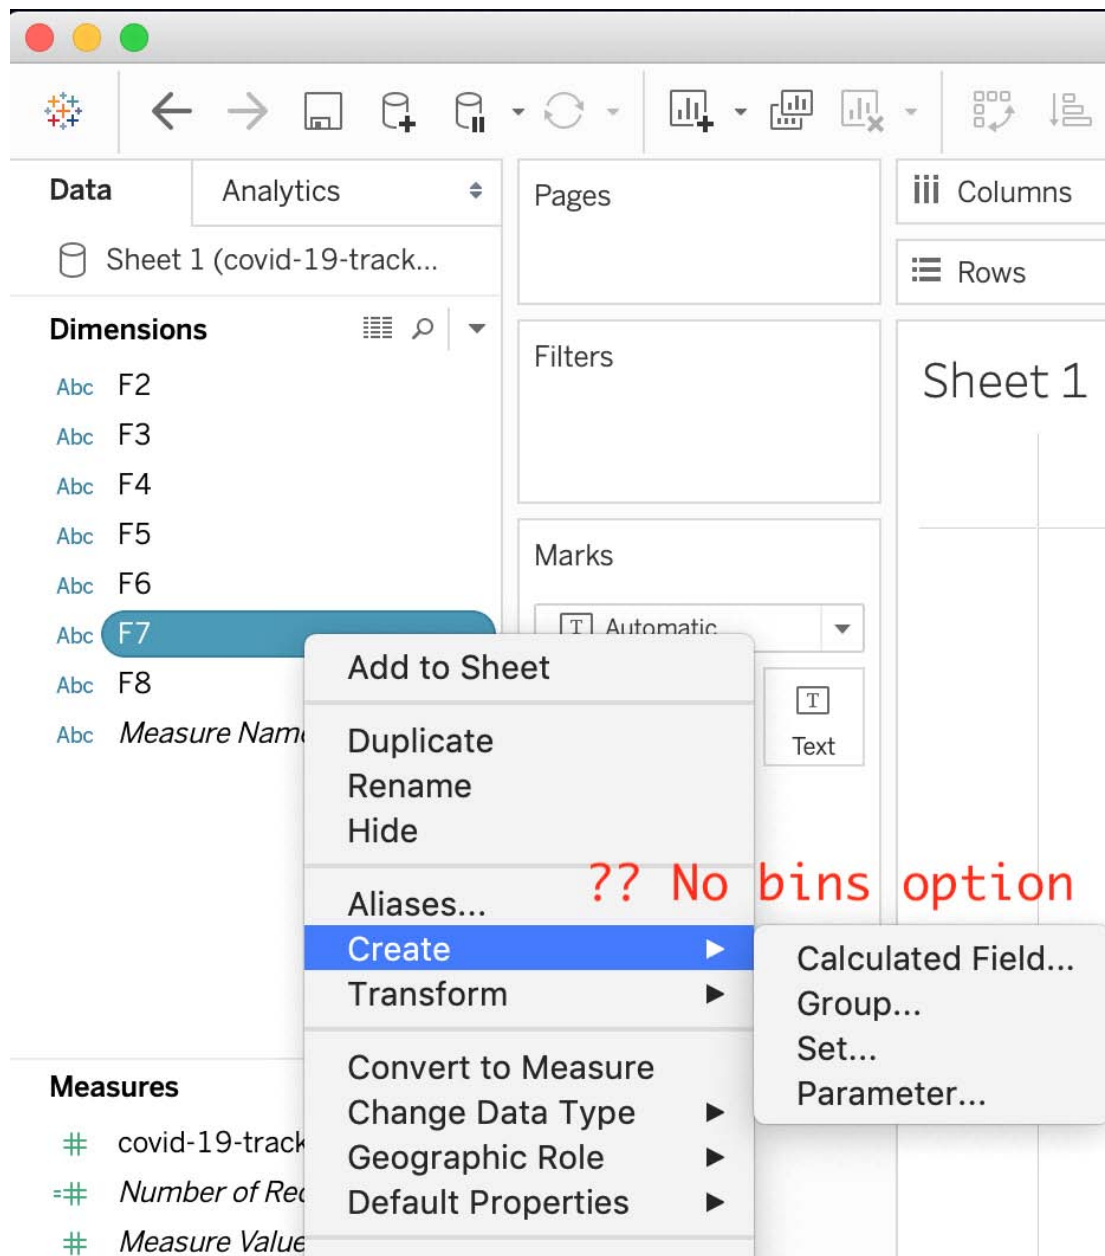 Data
Analytics
Sheet 1 (covid-19-track...
Dimensions
Abc F2
Abc F3
Abc F4
Abc F5
Abc F6
Abc F7
Abc F8
Abc Measure Name
Measures
# covid-19-track
=# Number of Rec
# Measure Value
Pages
Filters
Marks
T Automatic
T
Text
Columns
Rows
Sheet 1
Add to Sheet
Duplicate
Rename
Hide
Aliases...
Create
Transform
Convert to Measure
Change Data Type
Geographic Role
Default Properties
?? No bins option
Calculated Field...
Group...
Set...
Parameter...